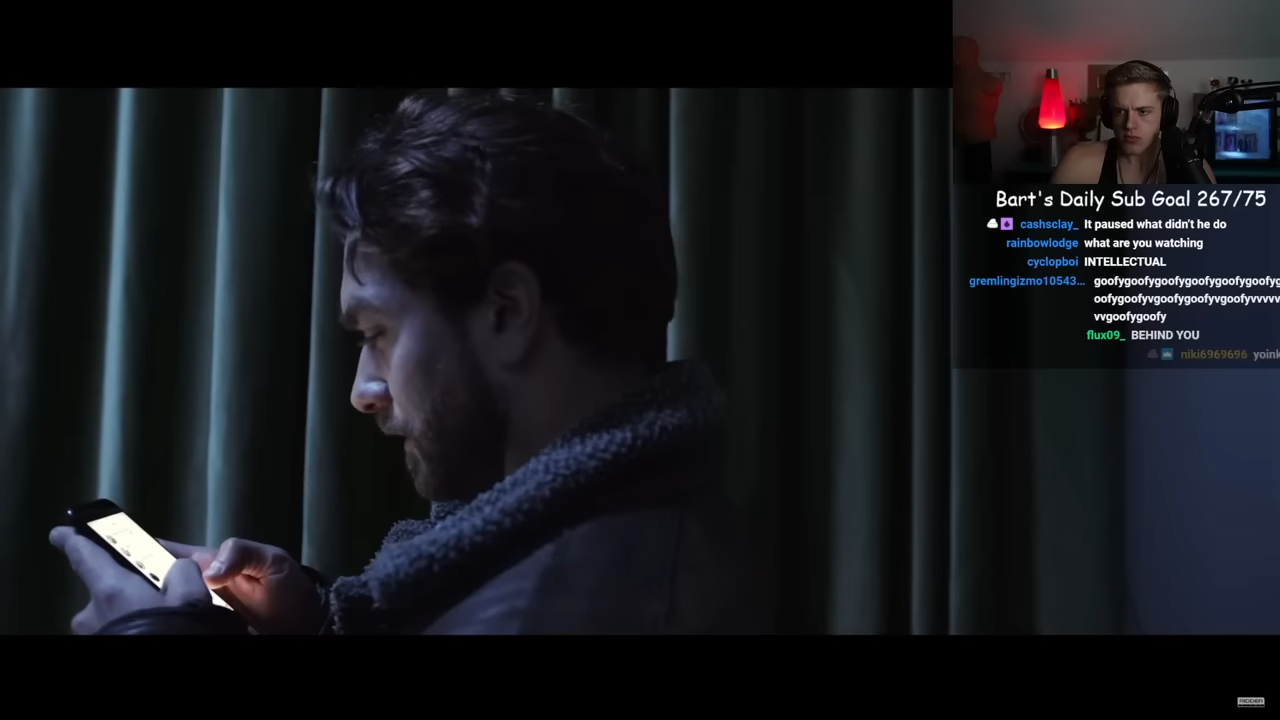 Bart's Daily Sub Goal 267/75
cashsclay_ It paused what didn't he do
rainbowlodge what are you watching
cyclopboi INTELLECTUAL
gremlingizmo10543... goofygoofygoofygoofygoofygoofyg
oofygoofyvgoofygoofyvgoofyvvvvv
vvgoofygoofy
flux09_ BEHIND YOU
niki6969696 yoink